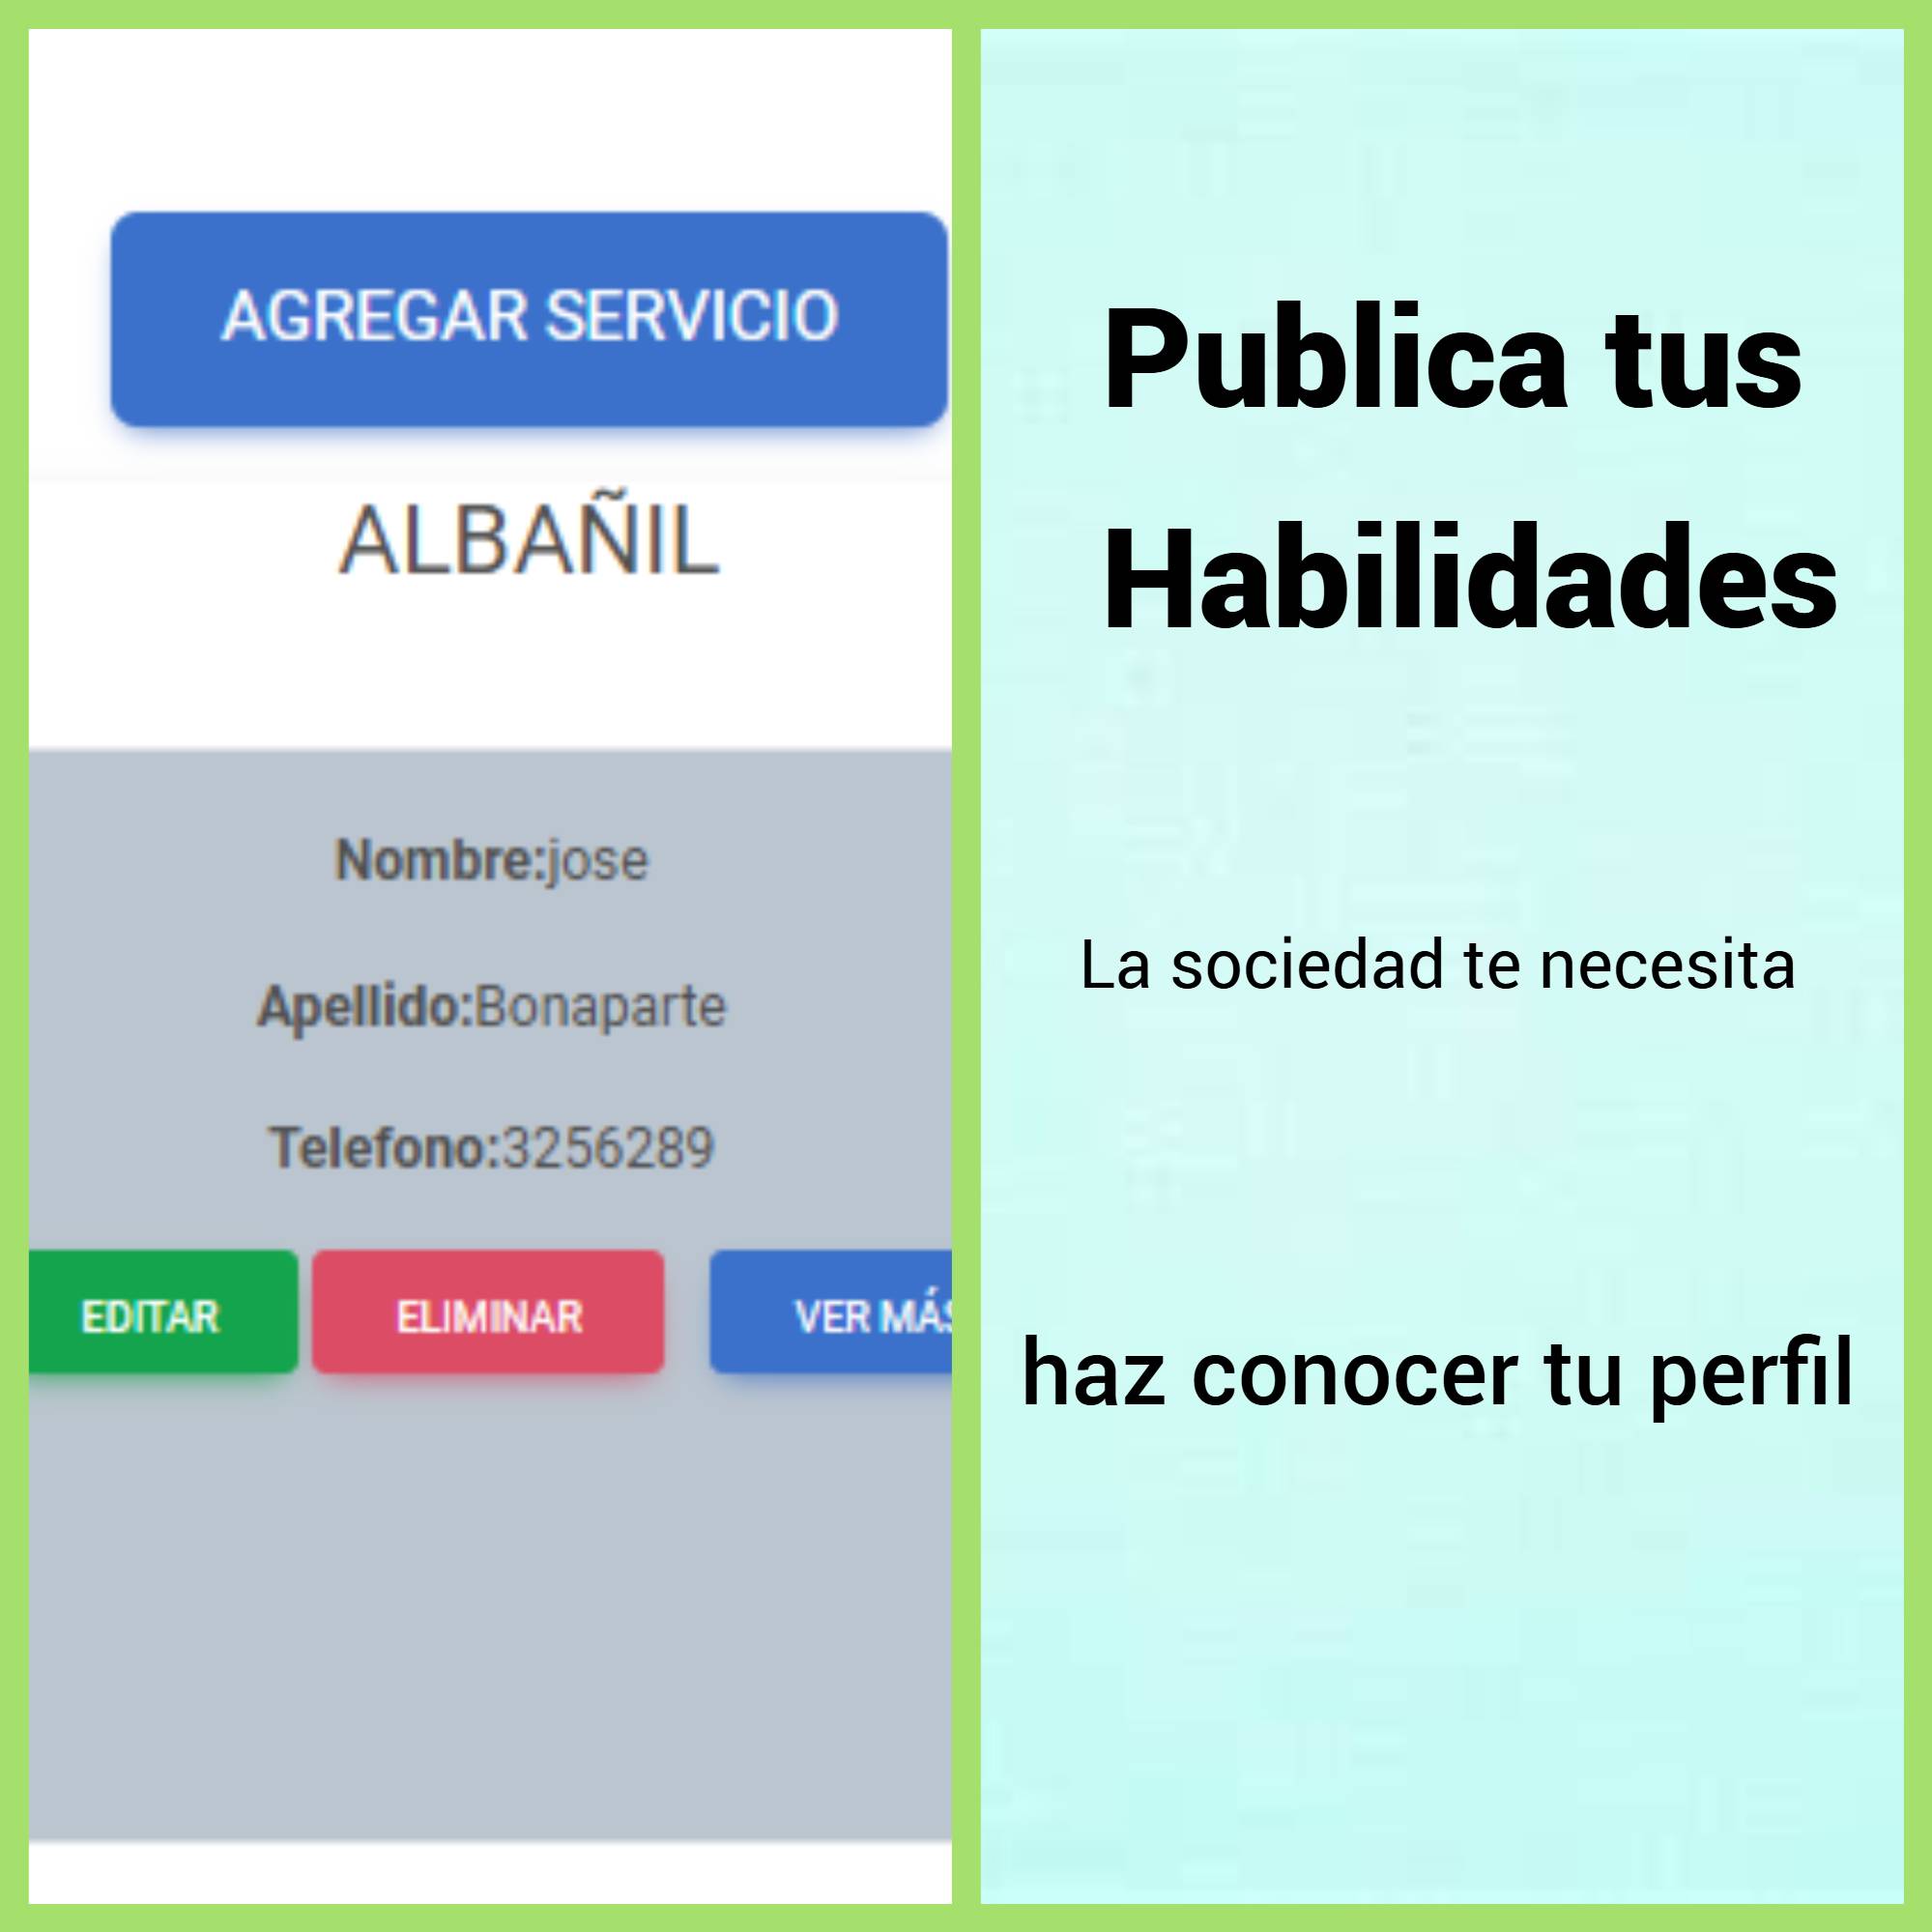 AGREGAR SERVICIO
ALBAÑIL
Nombre:jose
Apellido:Bonaparte
Telefono:3256289
EDITAR
ELIMINAR
VER MÁS
Publica tus
Habilidades
La sociedad te necesita
haz conocer tu perfil